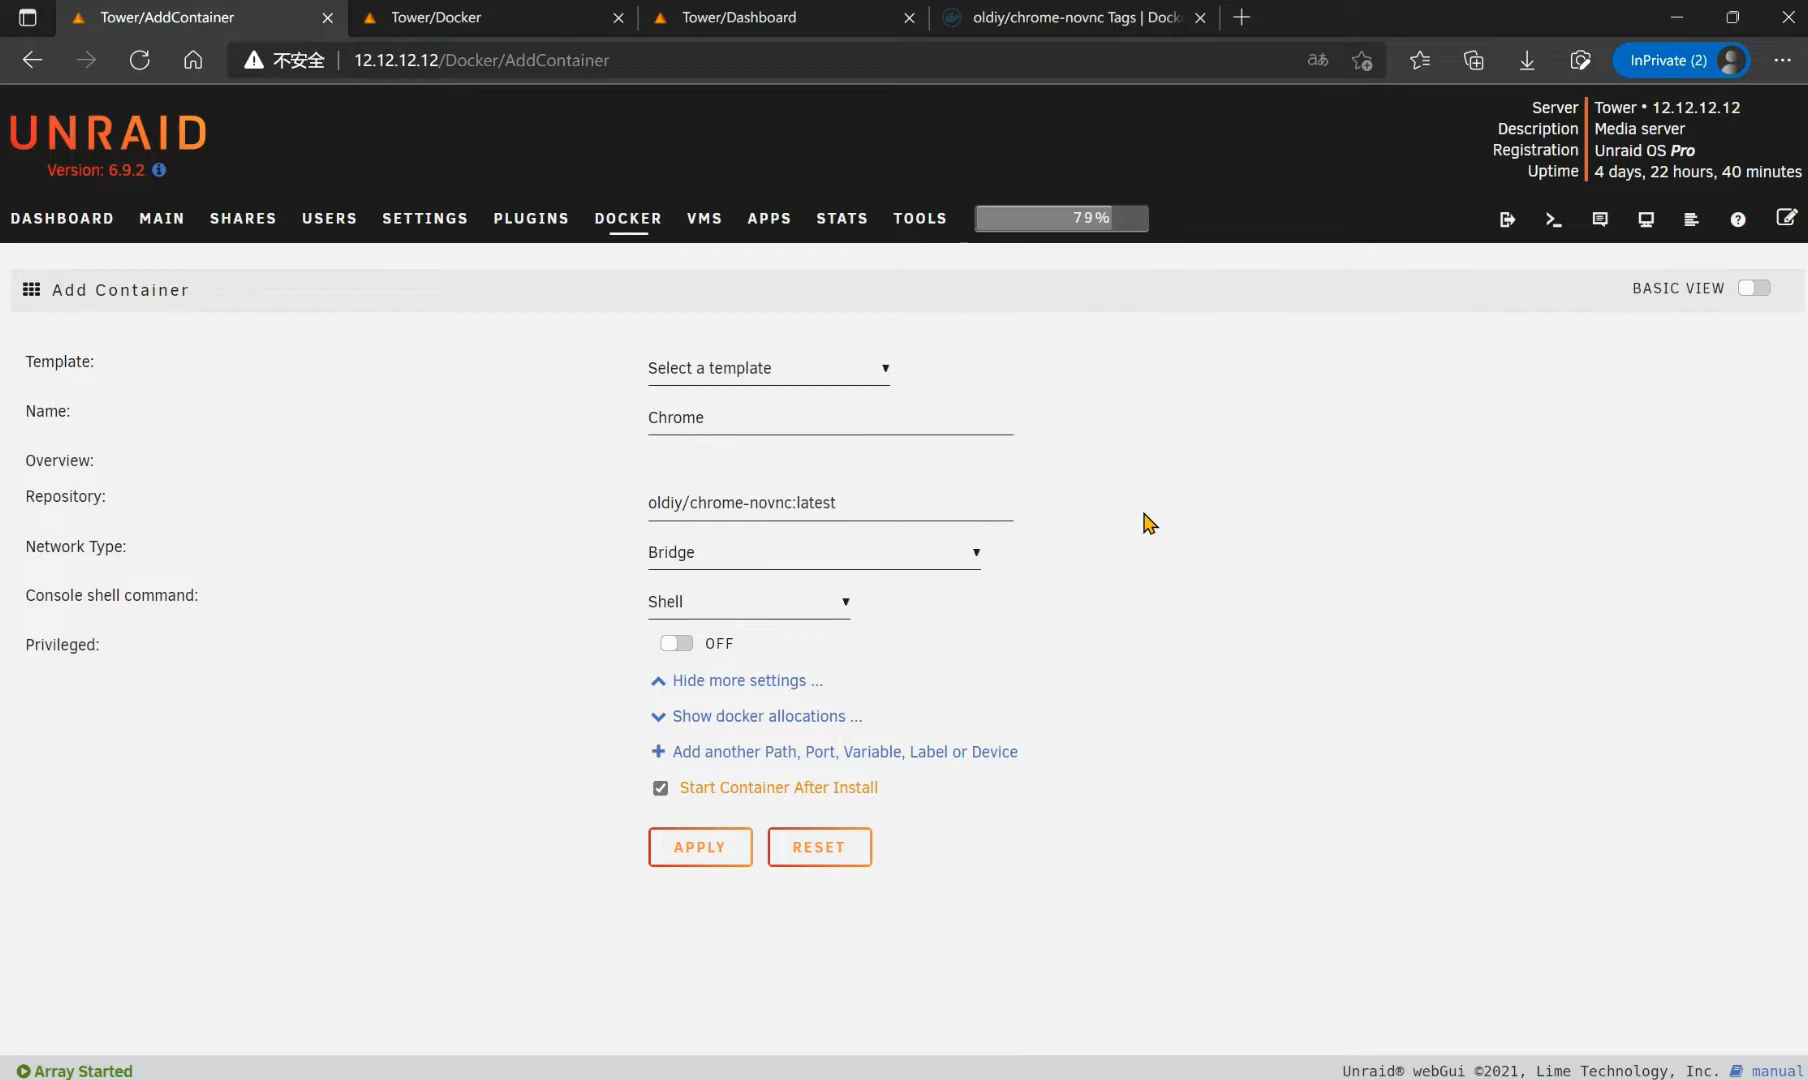 Tower/AddContainer
Tower/Docker
Tower/Dashboard
oldiy/chrome-novnc Tags | Dock
不安全
12.12.12.12/Docker/AddContainer
aあ
InPrivate (2)
UNRAID
Version: 6.9.2
Server Tower • 12.12.12.12
Description Media server
Registration Unraid OS Pro
Uptime 4 days, 22 hours, 40 minutes
DASHBOARD MAIN SHARES USERS SETTINGS PLUGINS DOCKER VMS APPS STATS TOOLS 79%
Add Container
BASIC VIEW
Template: Select a template
Name: Chrome
Overview:
Repository: oldiy/chrome-novnc:latest
Network Type: Bridge
Console shell command: Shell
Privileged: OFF
Hide more settings ...
Show docker allocations ...
Add another Path, Port, Variable, Label or Device
Start Container After Install
APPLY RESET
Array Started
Unraid® webGui ©2021, Lime Technology, Inc. manual